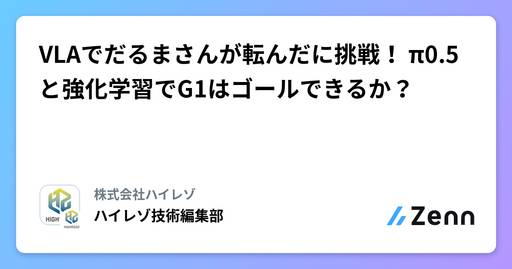 VLAでだるまさんが転んだに挑戦！ π0.5
と強化学習でG1はゴールできるか？
株式会社ハイレゾ
ハイレゾ技術編集部
HIGH
Zenn